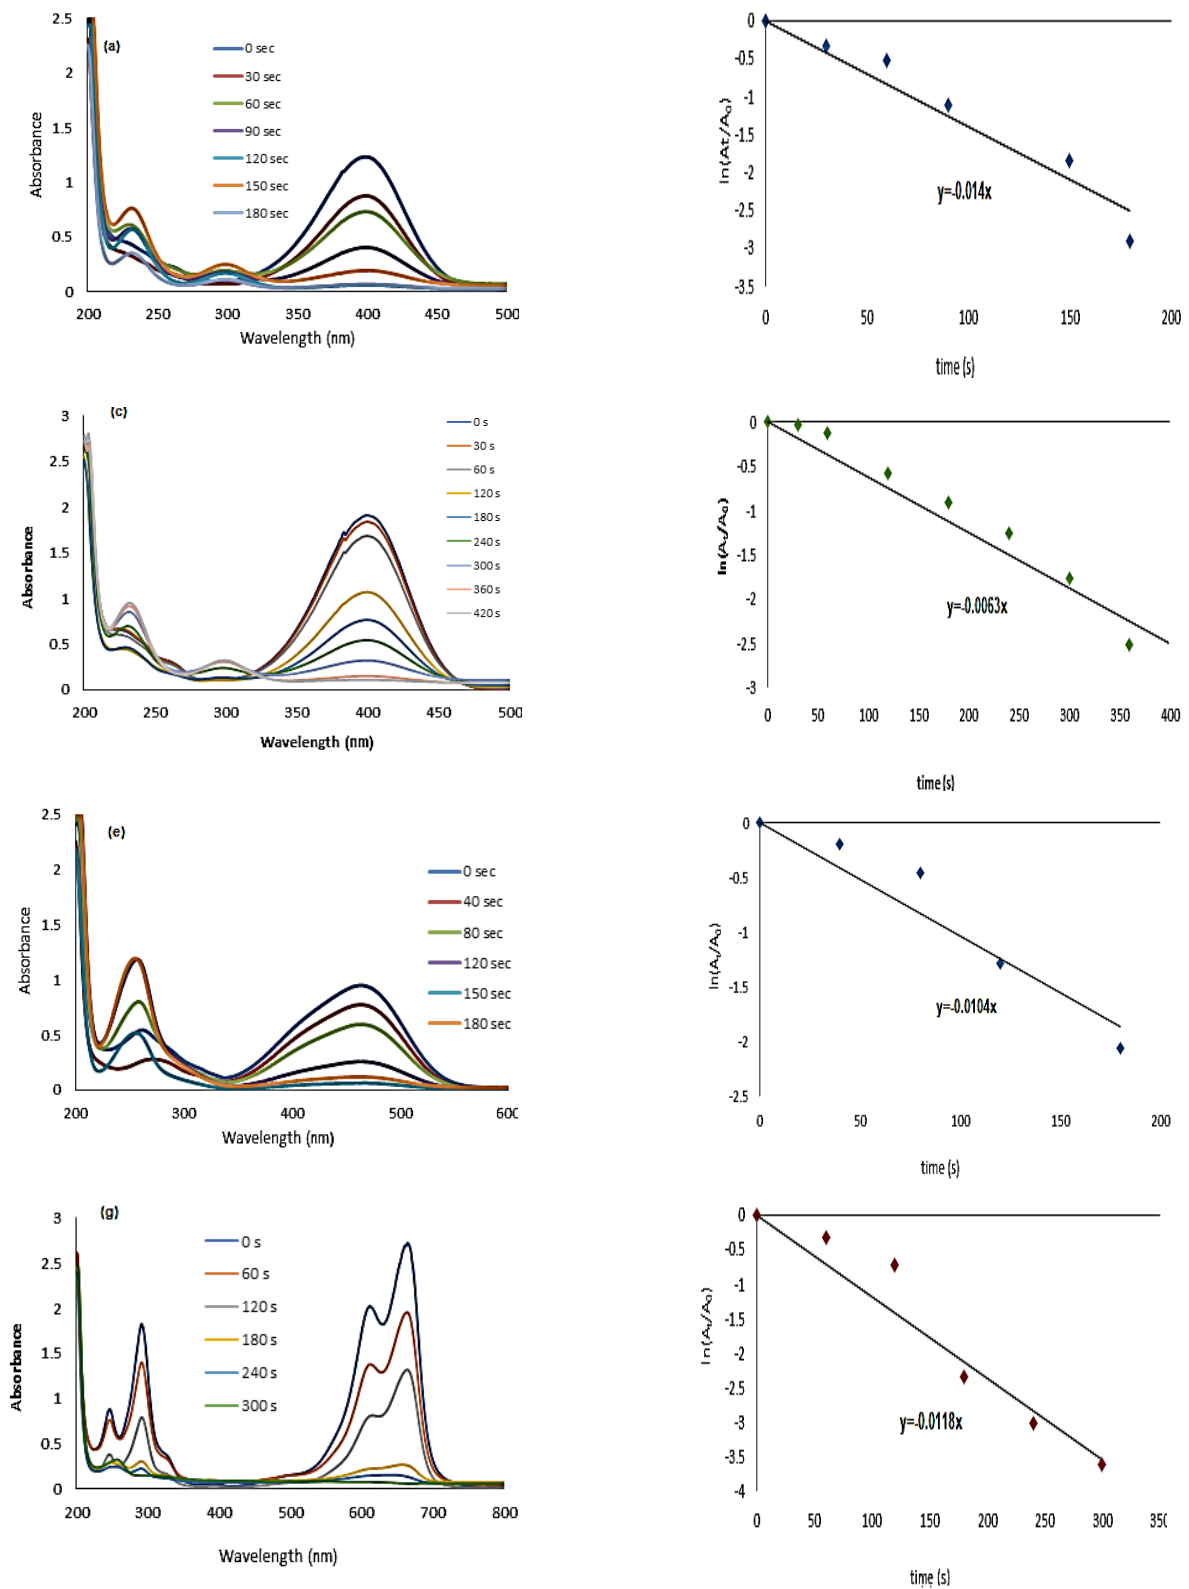 (a)
0 sec
30 sec
60 sec
90 sec
120 sec
150 sec
180 sec
2.5
2
1.5
1
0.5
0
200 250 300 350 400 450 500
Absorbance
Wavelength (nm)
0
-0.5
-1
-1.5
-2
-2.5
-3
-3.5
0 50 100 150 200
ln(At/A₀)
y=-0.014x
time (s)
(c)
0 s
30 s
60 s
120 s
180 s
240 s
300 s
360 s
420 s
3
2.5
2
1.5
1
0.5
0
200 250 300 350 400 450 500
Absorbance
Wavelength (nm)
0
-0.5
-1
-1.5
-2
-2.5
-3
0 50 100 150 200 250 300 350 400
ln(Aₜ/A₀)
y=-0.0063x
time (s)
(e)
0 sec
40 sec
80 sec
120 sec
150 sec
180 sec
2.5
2
1.5
1
0.5
0
200 300 400 500 600
Absorbance
Wavelength (nm)
0
-0.5
-1
-1.5
-2
-2.5
0 50 100 150 200
ln(Aₜ/A₀)
y=-0.0104x
time (s)
(g)
0 s
60 s
120 s
180 s
240 s
300 s
3
2.5
2
1.5
1
0.5
0
200 300 400 500 600 700 800
Absorbance
Wavelength (nm)
0
-0.5
-1
-1.5
-2
-2.5
-3
-3.5
-4
0 50 100 150 200 250 300 350
ln(Aₜ/A₀)
y=-0.0118x
time (s)